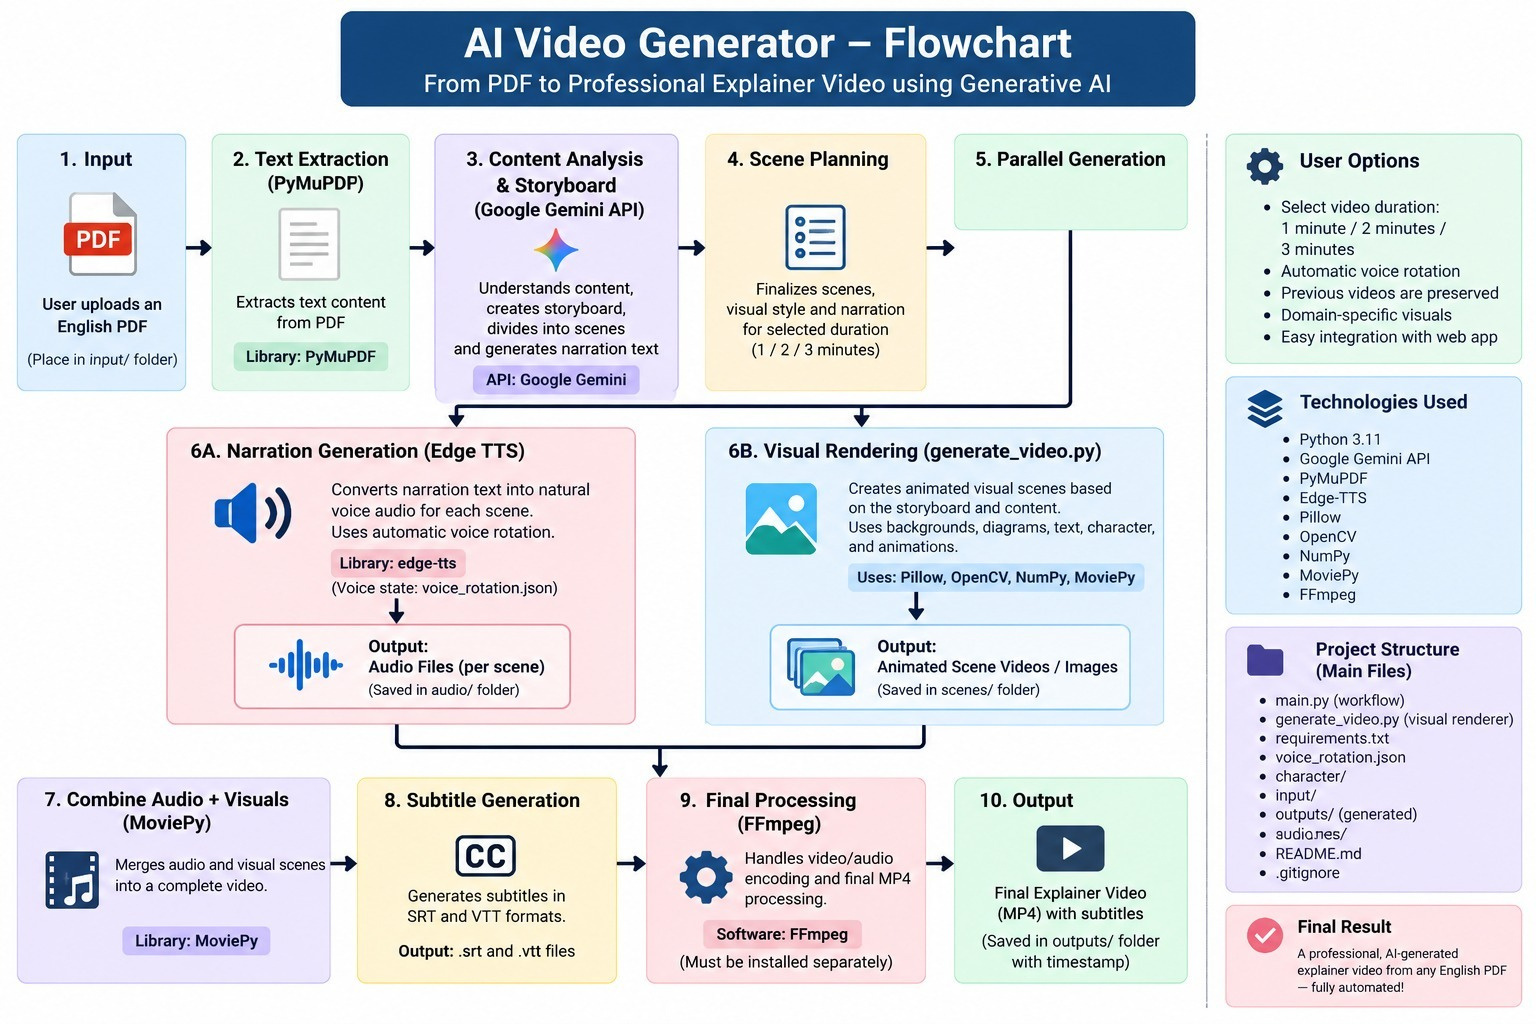 AI Video Generator – Flowchart
From PDF to Professional Explainer Video using Generative AI
1. Input
PDF
User uploads an
English PDF
(Place in input/ folder)
2. Text Extraction
(PyMuPDP)
Extracts text content
from PDF
Library: PyMuPDF
3. Content Analysis
& Storyboard
(Google Gemini API)
Understands content,
creates storyboard,
divides into scenes
and generates narration text
API: Google Gemini
4. Scene Planning
Finalizes scenes,
visual style and narration
for selected duration
(1 / 2 / 3 minutes)
5. Parallel Generation
6A. Narration Generation (Edge TTS)
Converts narration text into natural
voice audio for each scene.
Uses automatic voice rotation.
Library: edge-tts
(Voice state: voice_rotation.json)
Output:
Audio Files (per scene)
(Saved in audio/ folder)
6B. Visual Rendering (generate_video.py)
Creates animated visual scenes based
on the storyboard and content.
Uses backgrounds, diagrams, text, character,
and animations.
Uses: Pillow, OpenCV, NumPy, MoviePy
Output:
Animated Scene Videos / Images
(Saved in scenes/ folder)
7. Combine Audio + Visuals
(MoviePy)
Merges audio and visual scenes
into a complete video.
Library: MoviePy
8. Subtitle Generation
CC
Generates subtitles in
SRT and VTT formats.
Output: .srt and .vtt files
9. Final Processing
(FFmpeg)
Handles video/audio
encoding and final MP4
processing.
Software: FFmpeg
(Must be installed separately)
10. Output
Final Explainer Video
(MP4) with subtitles
(Saved in outputs/ folder
with timestamp)
User Options
• Select video duration:
1 minute / 2 minutes /
3 minutes
• Automatic voice rotation
• Previous videos are preserved
• Domain-specific visuals
• Easy integration with web app
Technologies Used
• Python 3.11
• Google Gemini API
• PyMuPDF
• Edge-TTS
• Pillow
• OpenCV
• NumPy
• MoviePy
• FFmpeg
Project Structure
(Main Files)
• main.py (workflow)
• generate_video.py (visual renderer)
• requirements.txt
• voice_rotation.json
• character/
• input/
• outputs/ (generated)
• audio.nes/
• README.md
• .gitignore
Final Result
A professional, AI-generated
explainer video from any English PDF
— fully automated!